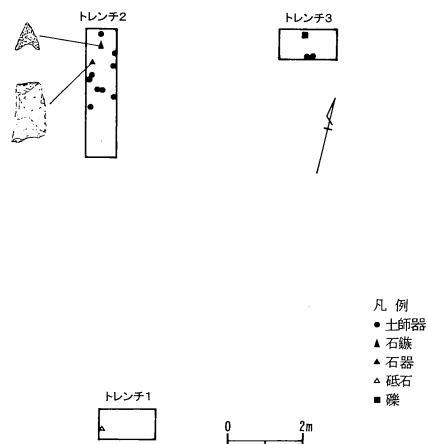 トレンチ2
トレンチ3
凡例
● 土師器
▲ 石鏃
▲ 石器
△ 砥石
■ 礫
トレンチ1
0 2m